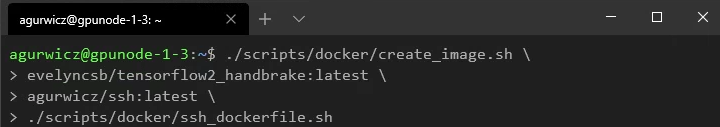 agurwicz@gpunode-1-3: ~
agurwicz@gpunode-1-3:~$ ./scripts/docker/create_image.sh \
> evelyncsb/tensorflow2_handbrake:latest \
> agurwicz/ssh:latest \
> ./scripts/docker/ssh_dockerfile.sh